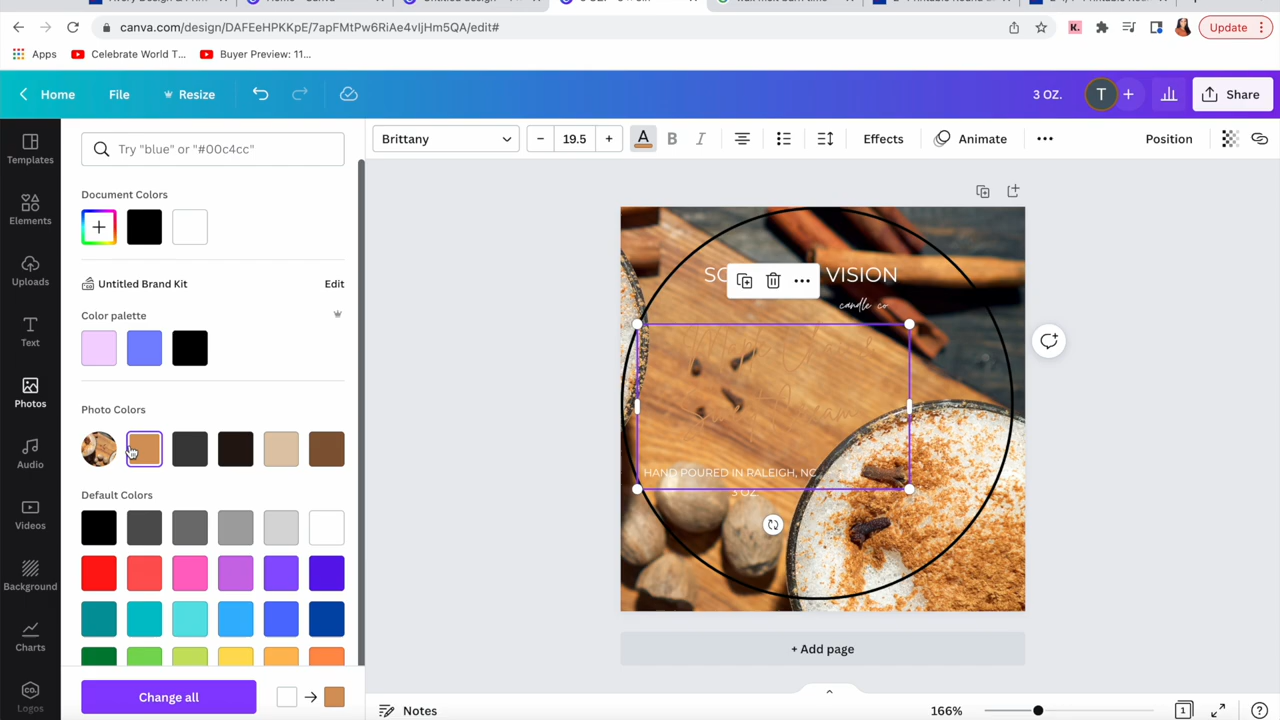 canva.com/design/DAFEeHPKKpE/7apFMtPw6RiAe4vIjHm5QA/edit#
Update
Apps
Celebrate World T...
Buyer Preview: 11...
Home
File
Resize
3 OZ.
T
Share
Templates
Elements
Uploads
Text
Photos
Audio
Videos
Background
Charts
Logos
Try "blue" or "#00c4cc"
Document Colors
Untitled Brand Kit
Edit
Color palette
Photo Colors
Default Colors
Change all
Brittany
19.5
A
B
I
Effects
Animate
Position
SC
VISION
candle co
HAND POURED IN RALEIGH, NC
3 OZ.
+ Add page
Notes
166%
1